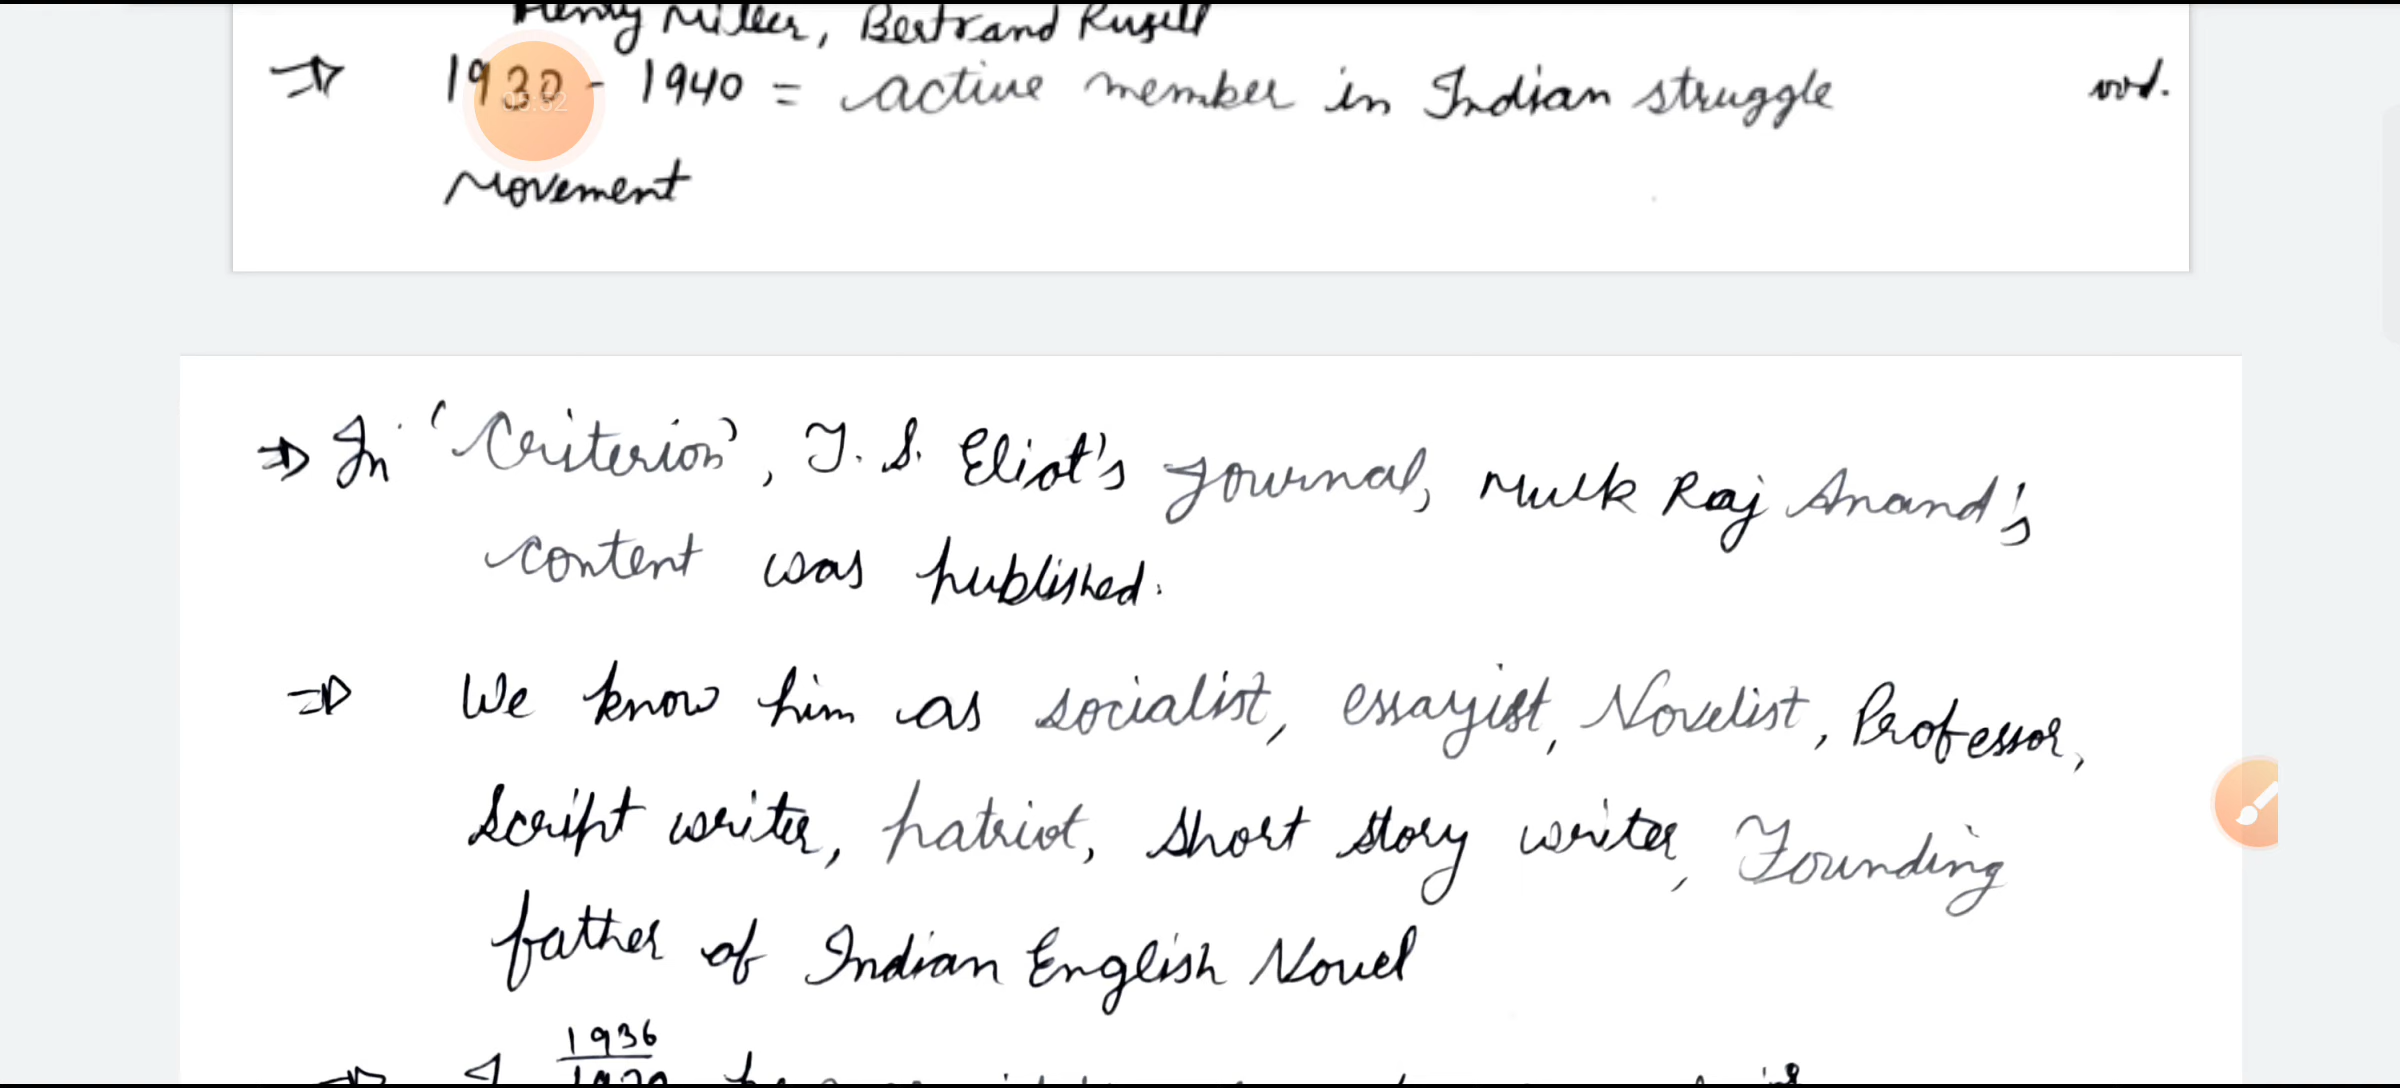 Henry Miller, Bertrand Rusell
⇒ 1930 - 1940 = active member in Indian struggle
Movement
⇒ In 'Criterion', T. S. Eliot's journal, Mulk Raj Anand's
content was published.
⇒ We know him as socialist, essayist, Novelist, Professor,
Script writer, patriot, short story writer, Founding
father of Indian English Novel
1936